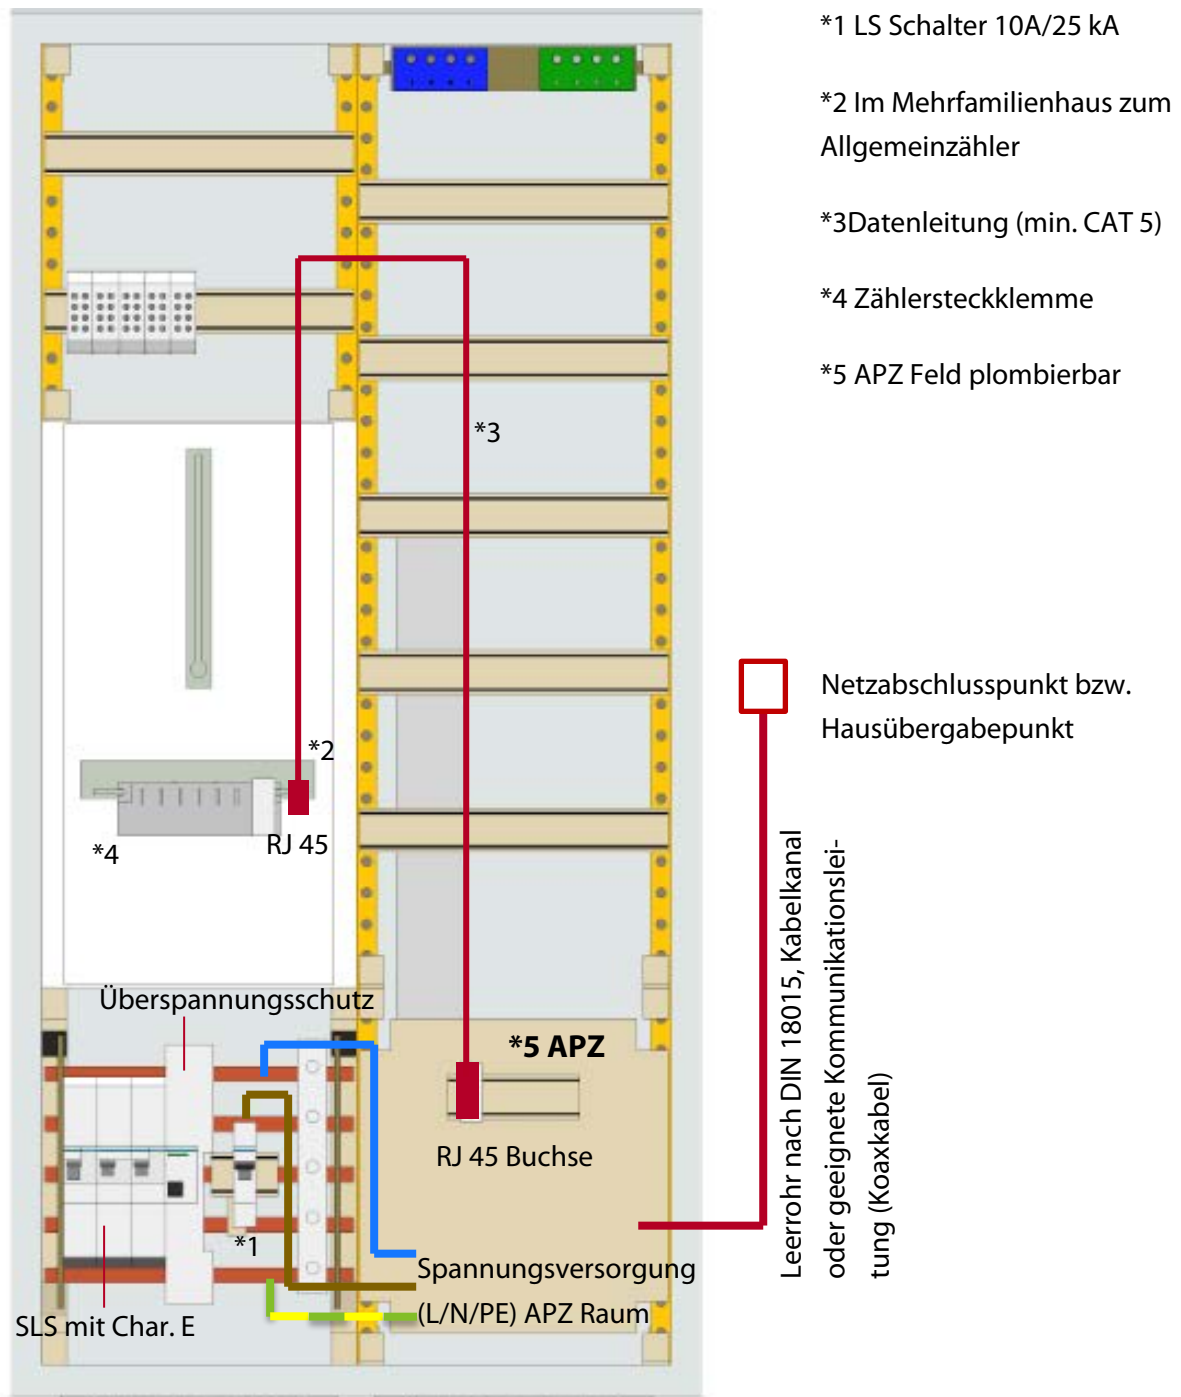 *1 LS Schalter 10A/25 kA
*2 Im Mehrfamilienhaus zum
Allgemeinzähler
*3Datenleitung (min. CAT 5)
*4 Zählersteckklemme
*5 APZ Feld plombierbar
*3
Netzabschlusspunkt bzw.
Hausübergabepunkt
*2
RJ 45
*4
Leerrohr nach DIN 18015, Kabelkanal
oder geeignete Kommunikationslei-
tung (Koaxkabel)
Überspannungsschutz
*5 APZ
RJ 45 Buchse
*1
Spannungsversorgung
(L/N/PE) APZ Raum
SLS mit Char. E